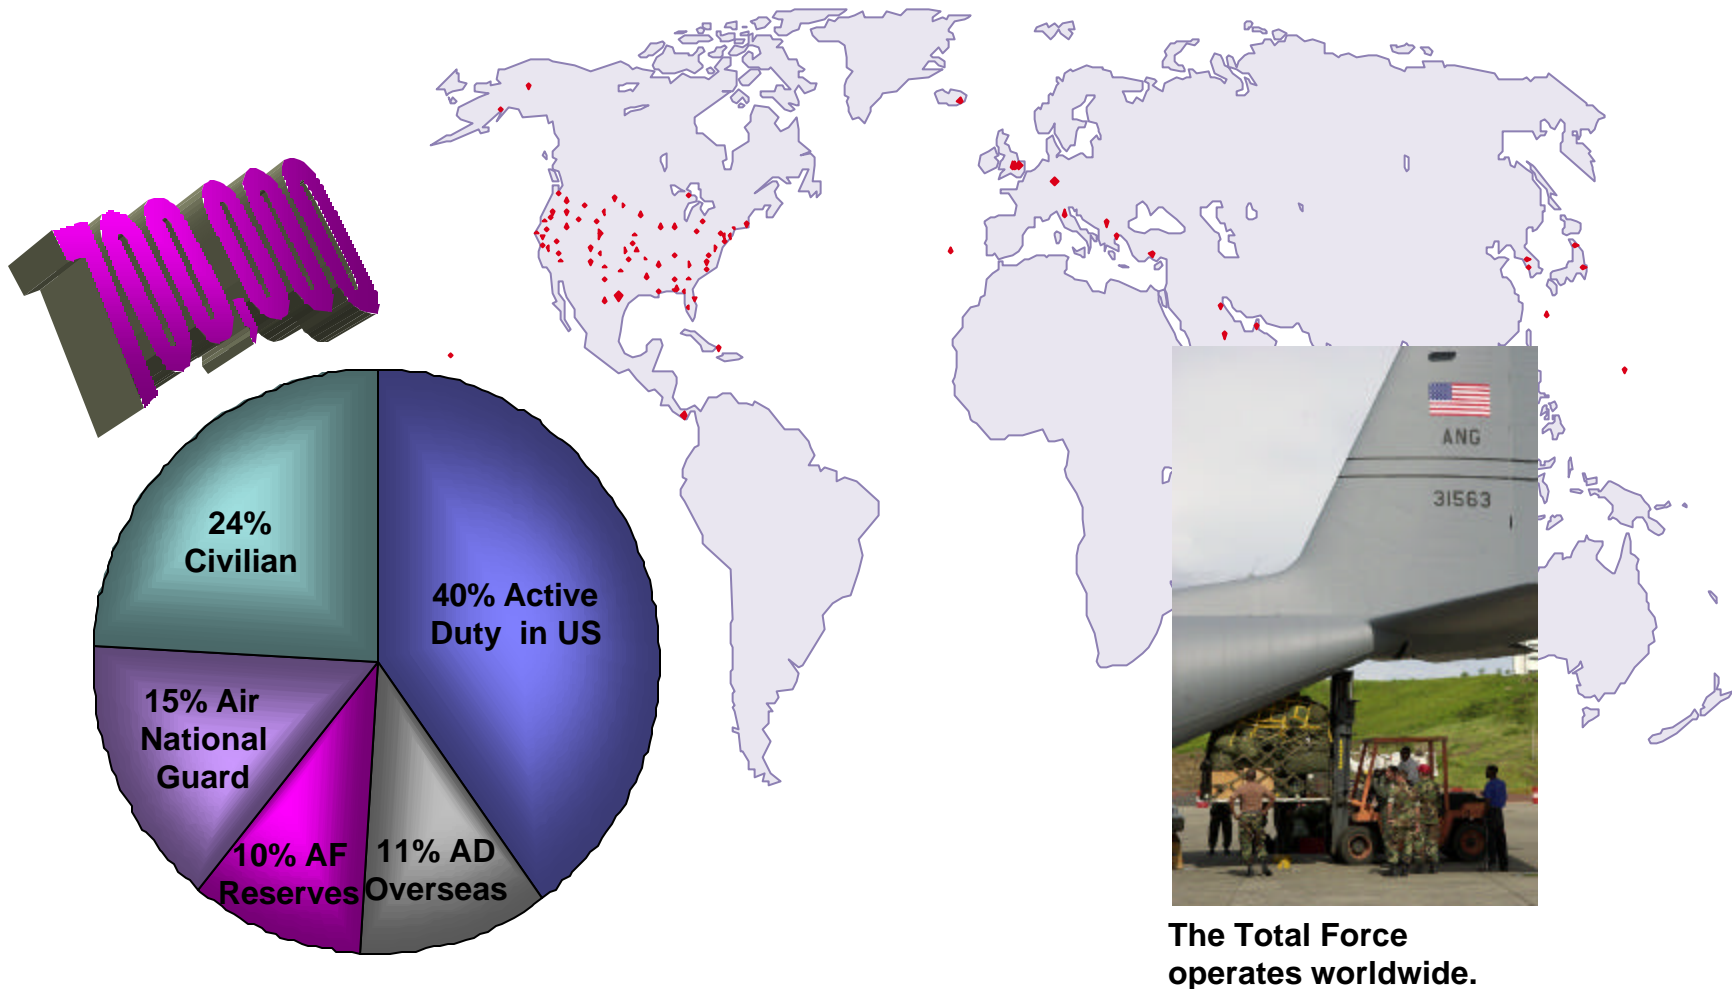 700,000
24%
Civilian
40% Active
Duty in US
15% Air
National
Guard
10% AF
Reserves
11% AD
Overseas
ANG
31563
The Total Force
operates worldwide.